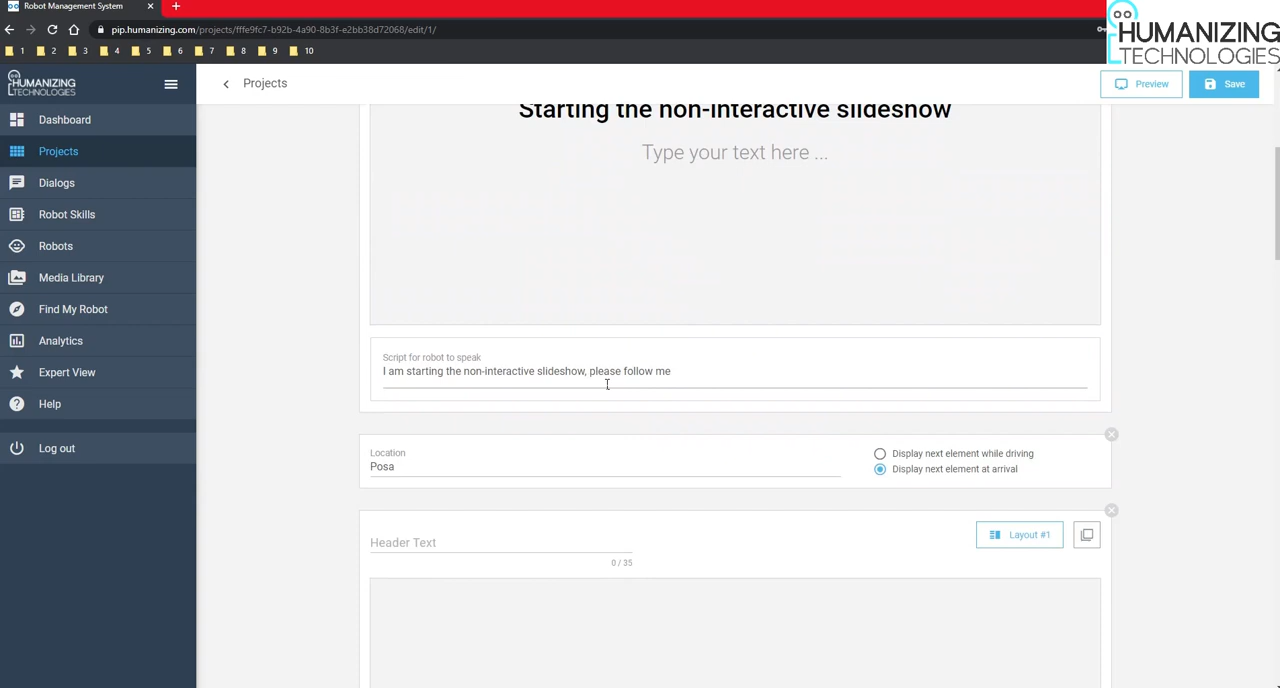 Robot Management System
pip.humanizing.com/projects/fffe9fc7-b92b-4a90-8b3f-e2bb38d72068/edit/1/
1 2 3 4 5 6 7 8 9 10
HUMANIZING
TECHNOLOGIES
HUMANIZING
TECHNOLOGIES
Projects
Preview
Save
Dashboard
Projects
Dialogs
Robot Skills
Robots
Media Library
Find My Robot
Analytics
Expert View
Help
Log out
Starting the non-interactive slideshow
Type your text here ...
Script for robot to speak
I am starting the non-interactive slideshow, please follow me
Location
Posa
Display next element while driving
Display next element at arrival
Header Text
0 / 35
Layout #1